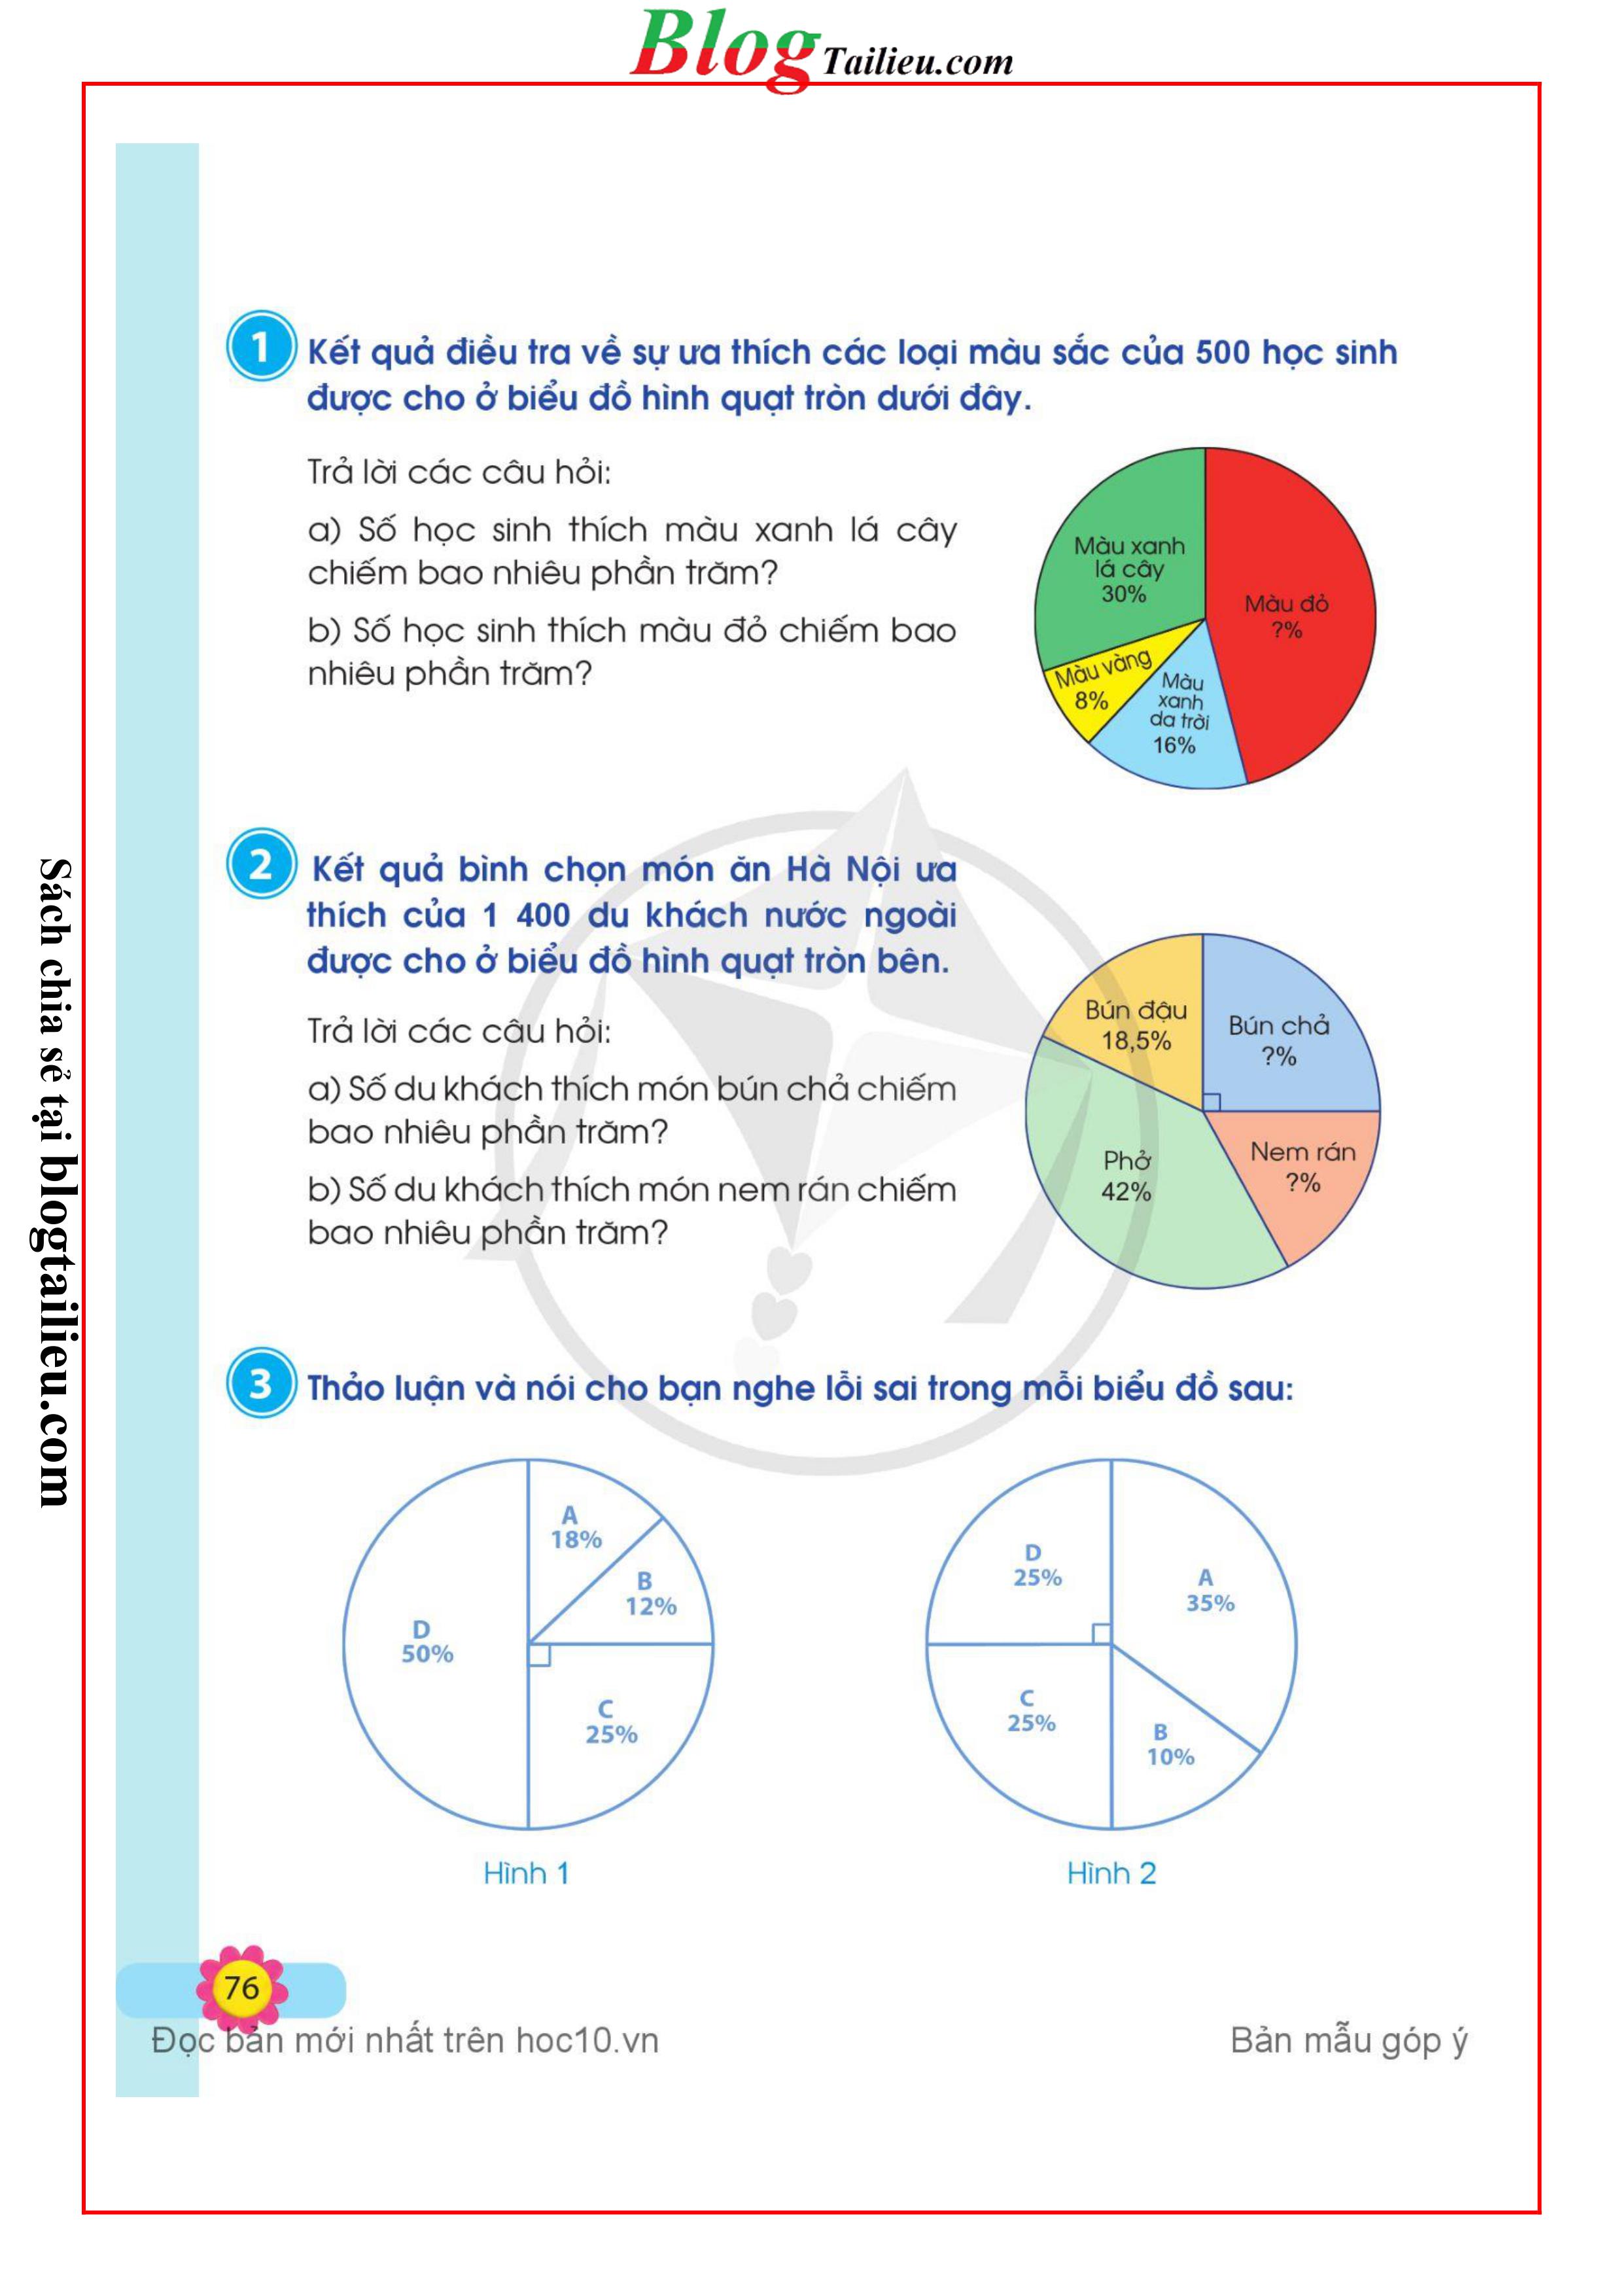 Blog Tailieu.com
1 Kết quả điều tra về sự ưa thích các loại màu sắc của 500 học sinh
được cho ở biểu đồ hình quạt tròn dưới đây.
Trả lời các câu hỏi:
a) Số học sinh thích màu xanh lá cây
chiếm bao nhiêu phần trăm?
b) Số học sinh thích màu đỏ chiếm bao
nhiêu phần trăm?
Màu xanh
lá cây
30%
Màu đỏ
?%
Màu vàng
8%
Màu
xanh
da trời
16%
2 Kết quả bình chọn món ăn Hà Nội ưa
thích của 1 400 du khách nước ngoài
được cho ở biểu đồ hình quạt tròn bên.
Trả lời các câu hỏi:
a) Số du khách thích món bún chả chiếm
bao nhiêu phần trăm?
b) Số du khách thích món nem rán chiếm
bao nhiêu phần trăm?
Bún đậu
18,5%
Bún chả
?%
Phở
42%
Nem rán
?%
3 Thảo luận và nói cho bạn nghe lỗi sai trong mỗi biểu đồ sau:
A
18%
B
12%
D
50%
C
25%
Hình 1
D
25%
A
35%
C
25%
B
10%
Hình 2
76
Đọc bản mới nhất trên hoc10.vn
Bản mẫu góp ý
Sách chia sẻ tại blogtailieu.com